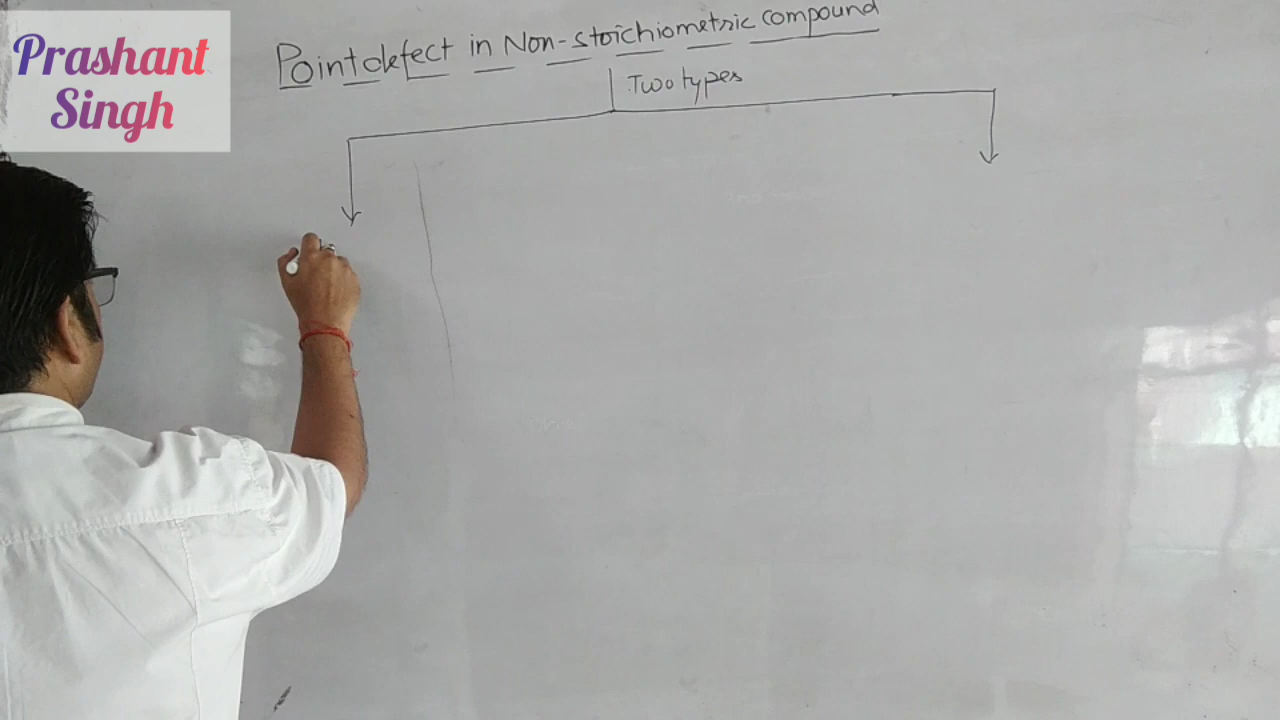 Prashant
Singh
Point defect in Non-stoichiometric compound
Two types